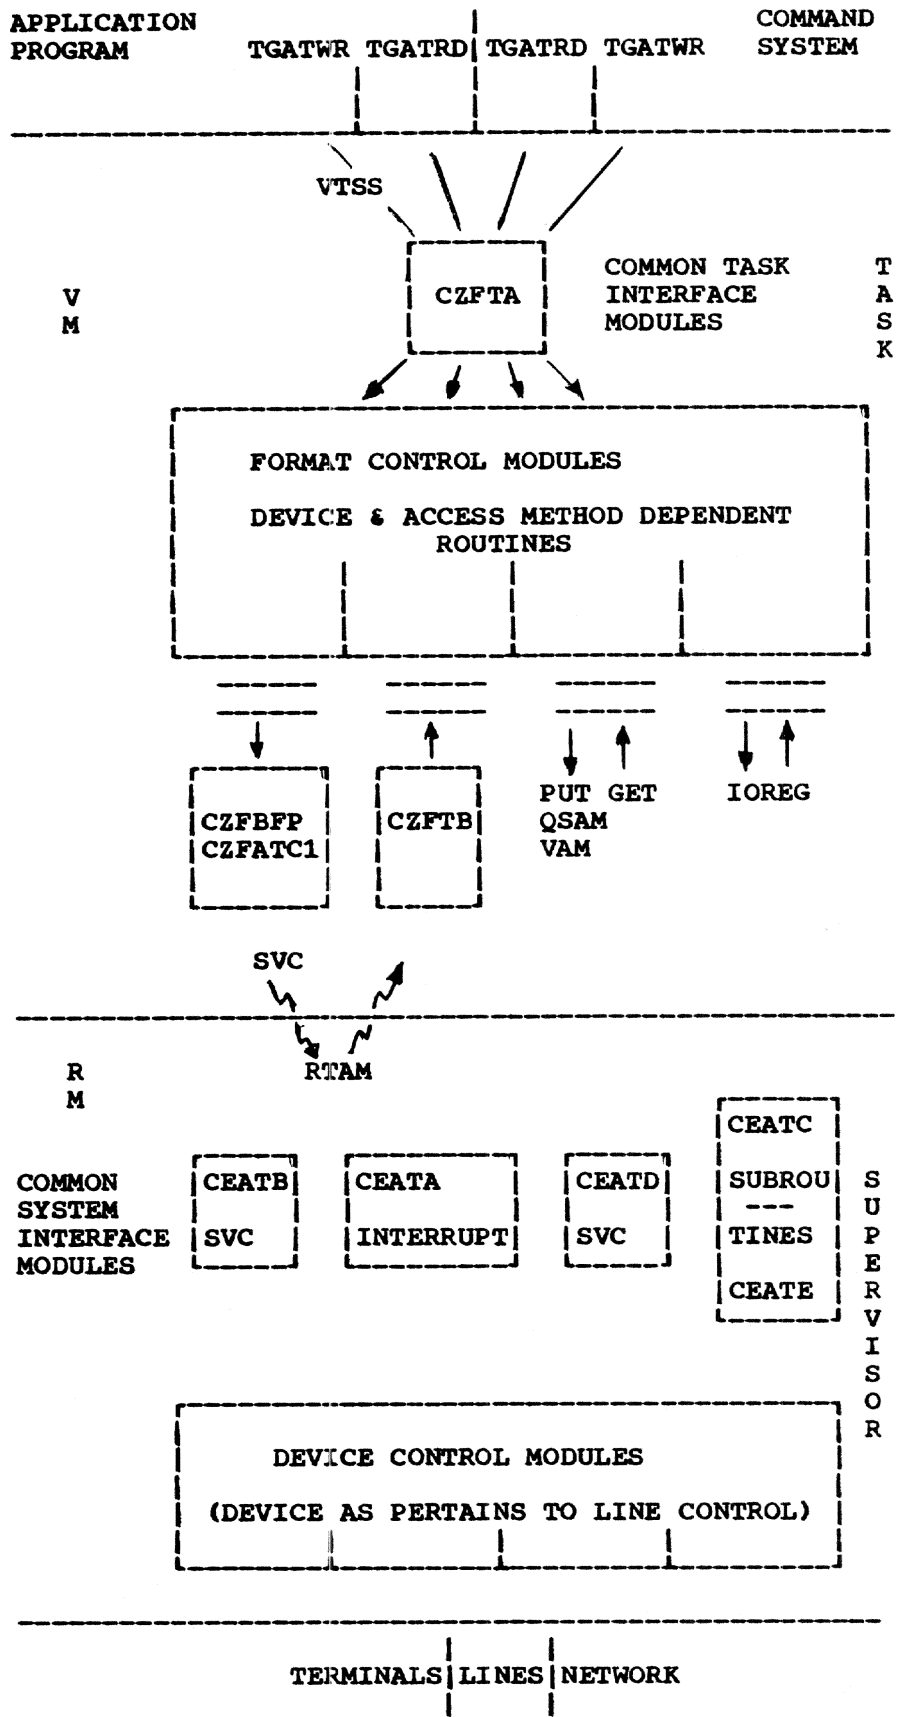 APPLICATION PROGRAM
TGATWR TGATRD TGATRD TGATWR
COMMAND SYSTEM
VTSS
V
M
CZFTA
COMMON TASK
INTERFACE
MODULES
T
A
S
K
FORMAT CONTROL MODULES
DEVICE & ACCESS METHOD DEPENDENT
ROUTINES
CZFBFP
CZFATC1
CZFTB
PUT GET
QSAM
VAM
IOREG
SVC
RTAM
R
M
COMMON
SYSTEM
INTERFACE
MODULES
CEATB
SVC
CEATA
INTERRUPT
CEATD
SVC
CEATC
SUBROU
---
TINES
CEATE
S
U
P
E
R
V
I
S
O
R
DEVICE CONTROL MODULES
(DEVICE AS PERTAINS TO LINE CONTROL)
TERMINALS LINES NETWORK